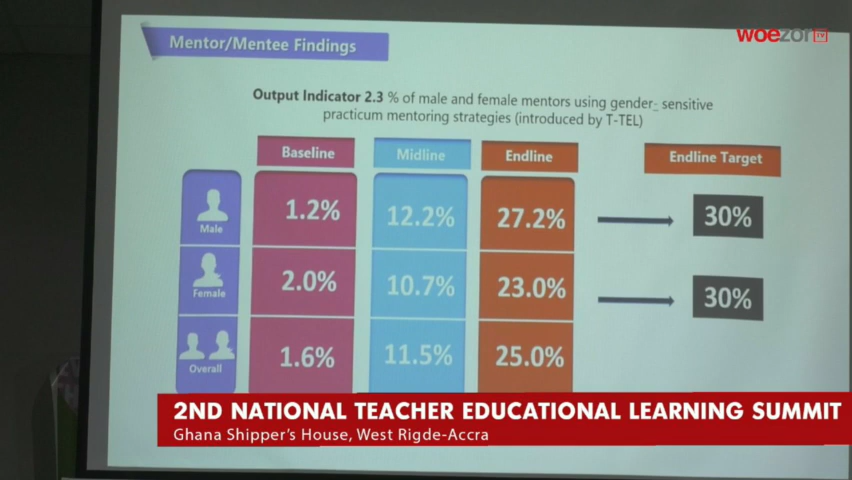 woezor tv
Mentor/Mentee Findings
Output Indicator 2.3 % of male and female mentors using gender- sensitive
practicum mentoring strategies (introduced by T-TEL)
Baseline Midline Endline Endline Target
Male 1.2% 12.2% 27.2% 30%
Female 2.0% 10.7% 23.0% 30%
Overall 1.6% 11.5% 25.0%
2ND NATIONAL TEACHER EDUCATIONAL LEARNING SUMMIT
Ghana Shipper's House, West Rigde-Accra